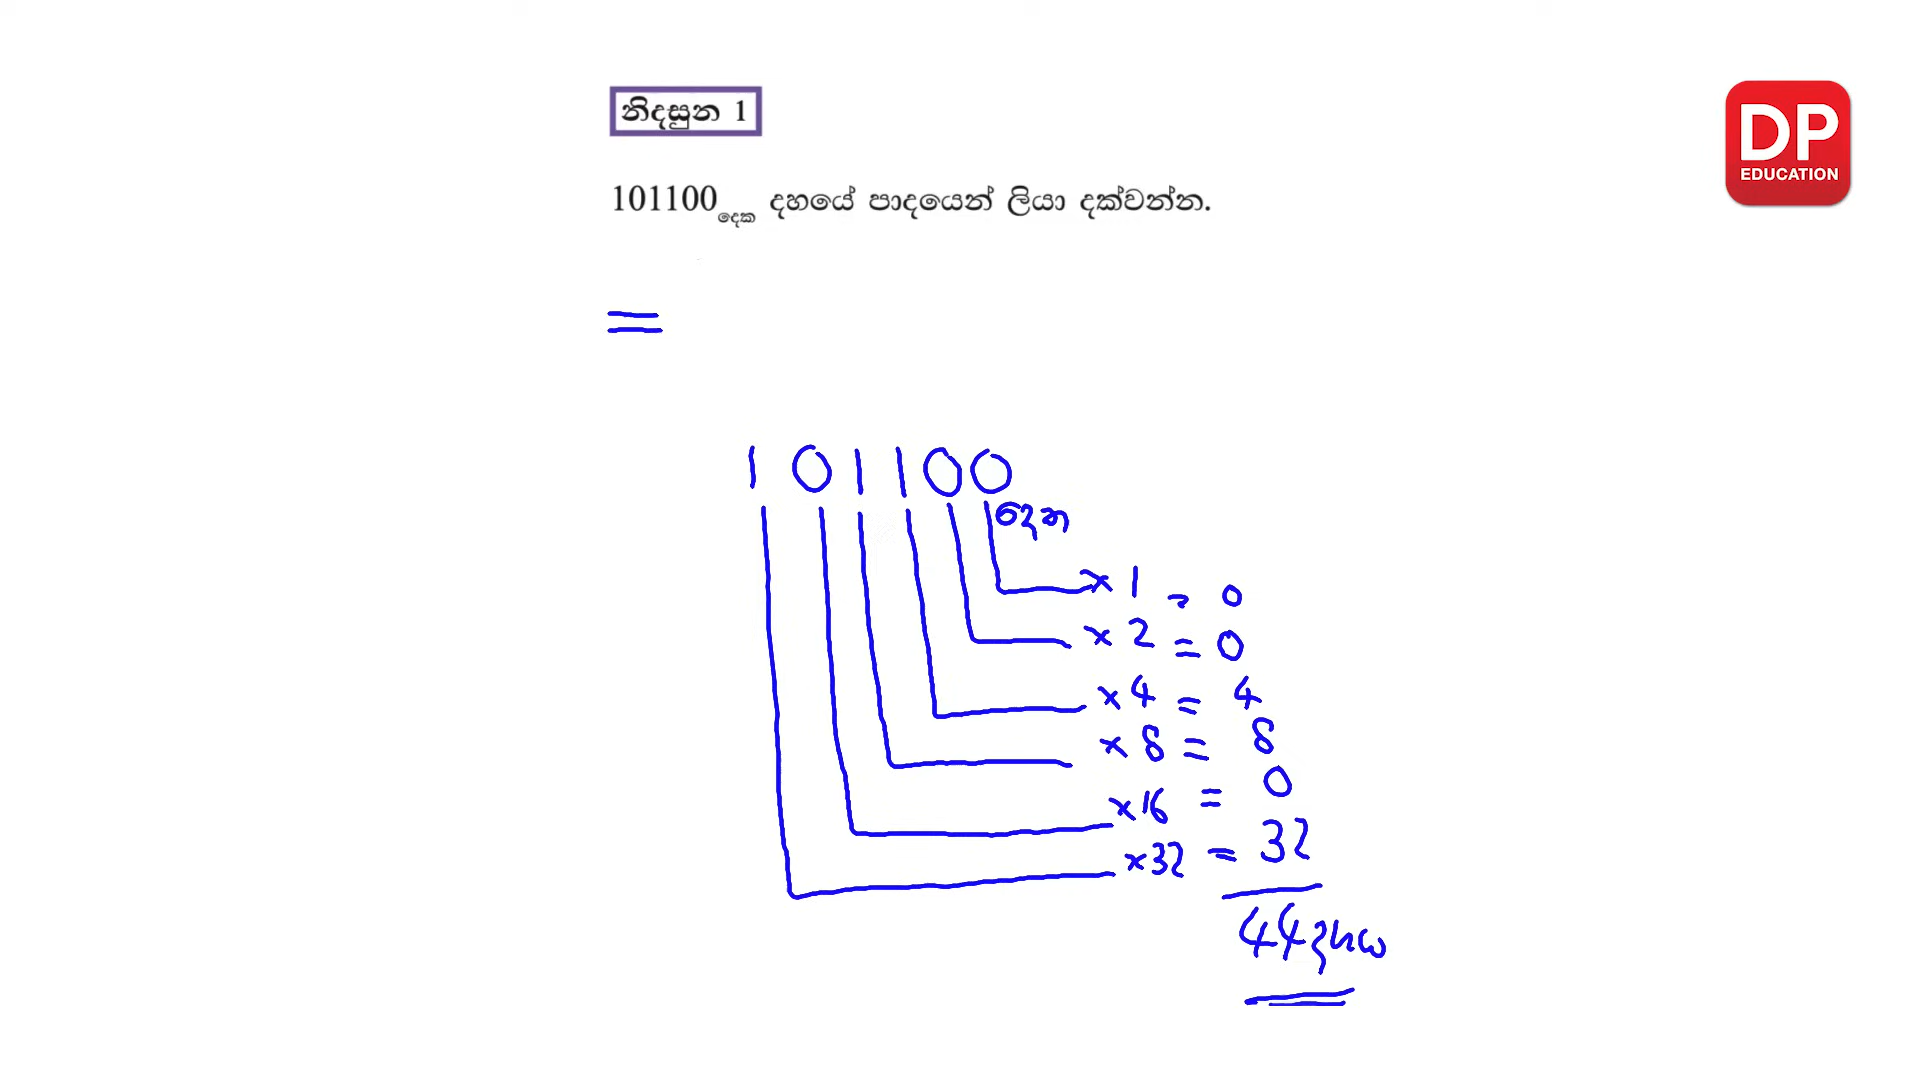 නිදසුන 1
DP
EDUCATION
101100දෙක දහයේ පාදයෙන් ලියා දක්වන්න.
=
1 0 1 1 0 0 දෙක
× 1 = 0
× 2 = 0
× 4 = 4
× 8 = 8
×16 = 0
×32 = 32
44දහය